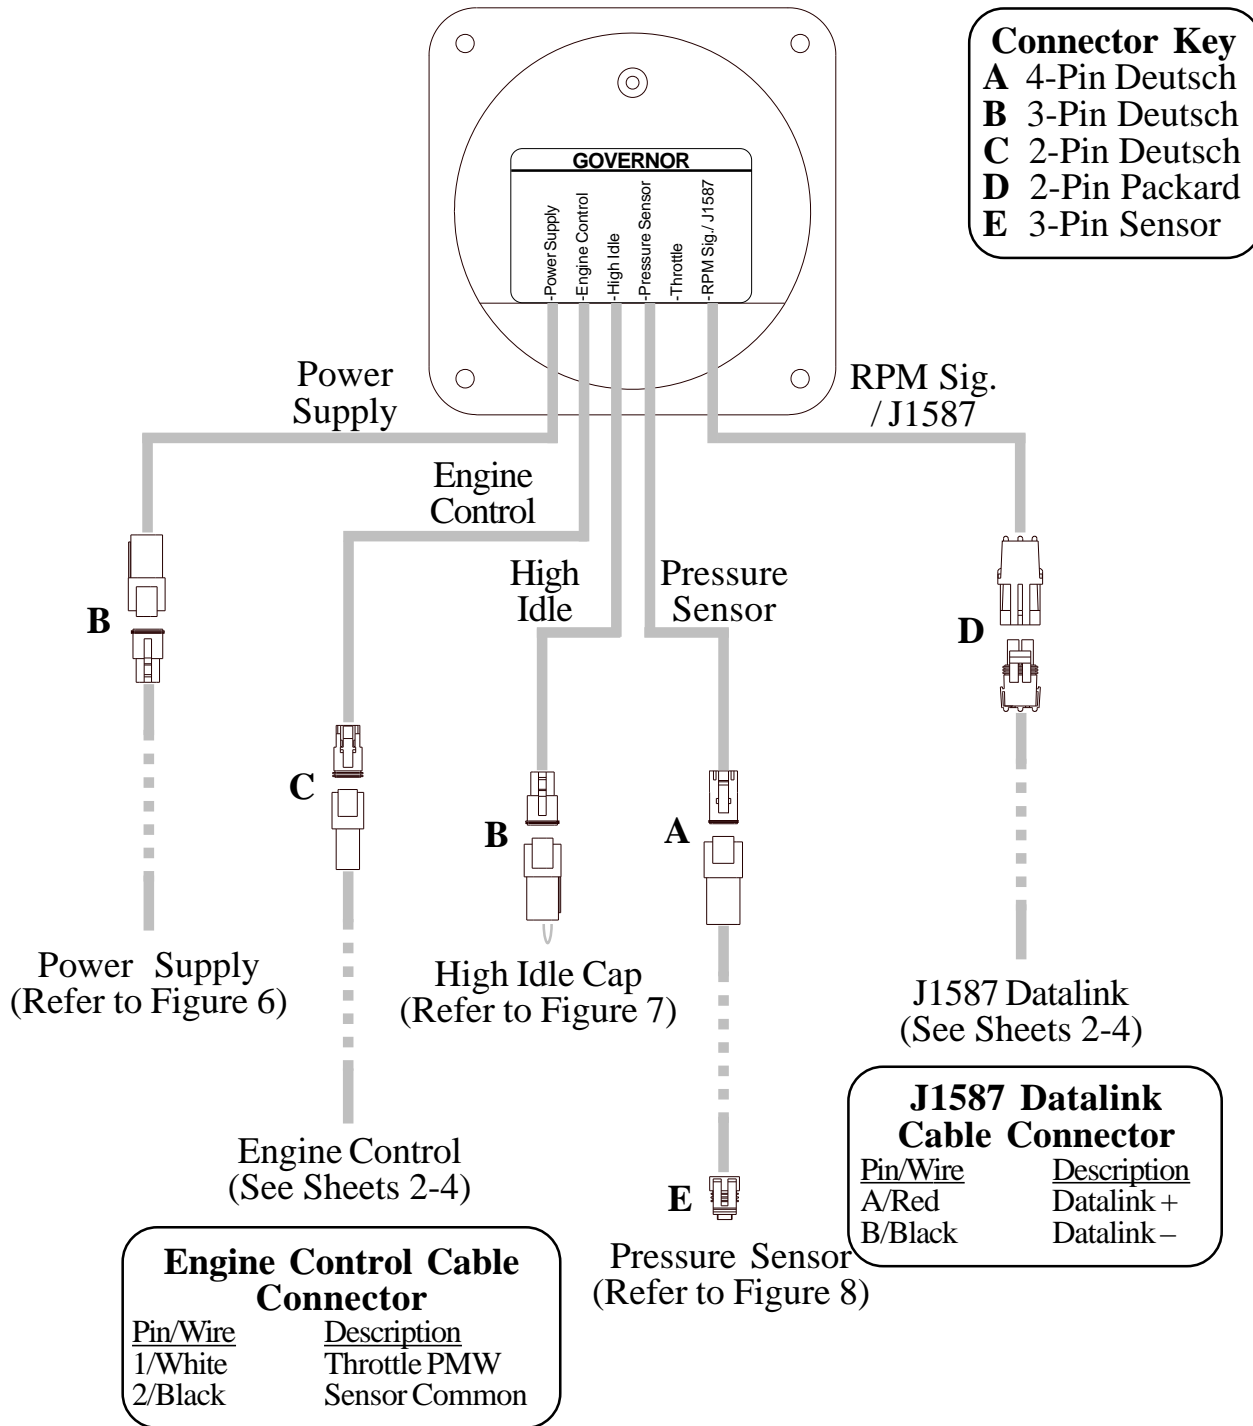 Connector Key
A 4-Pin Deutsch
B 3-Pin Deutsch
C 2-Pin Deutsch
D 2-Pin Packard
E 3-Pin Sensor
GOVERNOR
-Power Supply
-Engine Control
-High Idle
-Pressure Sensor
-Throttle
-RPM Sig./ J1587
Power
Supply
RPM Sig.
/ J1587
Engine
Control
High
Idle
Pressure
Sensor
B
D
C
B
A
Power Supply
(Refer to Figure 6)
High Idle Cap
(Refer to Figure 7)
J1587 Datalink
(See Sheets 2-4)
J1587 Datalink
Cable Connector
Pin/Wire Description
A/Red Datalink +
B/Black Datalink –
Engine Control
(See Sheets 2-4)
E
Pressure Sensor
(Refer to Figure 8)
Engine Control Cable
Connector
Pin/Wire Description
1/White Throttle PMW
2/Black Sensor Common